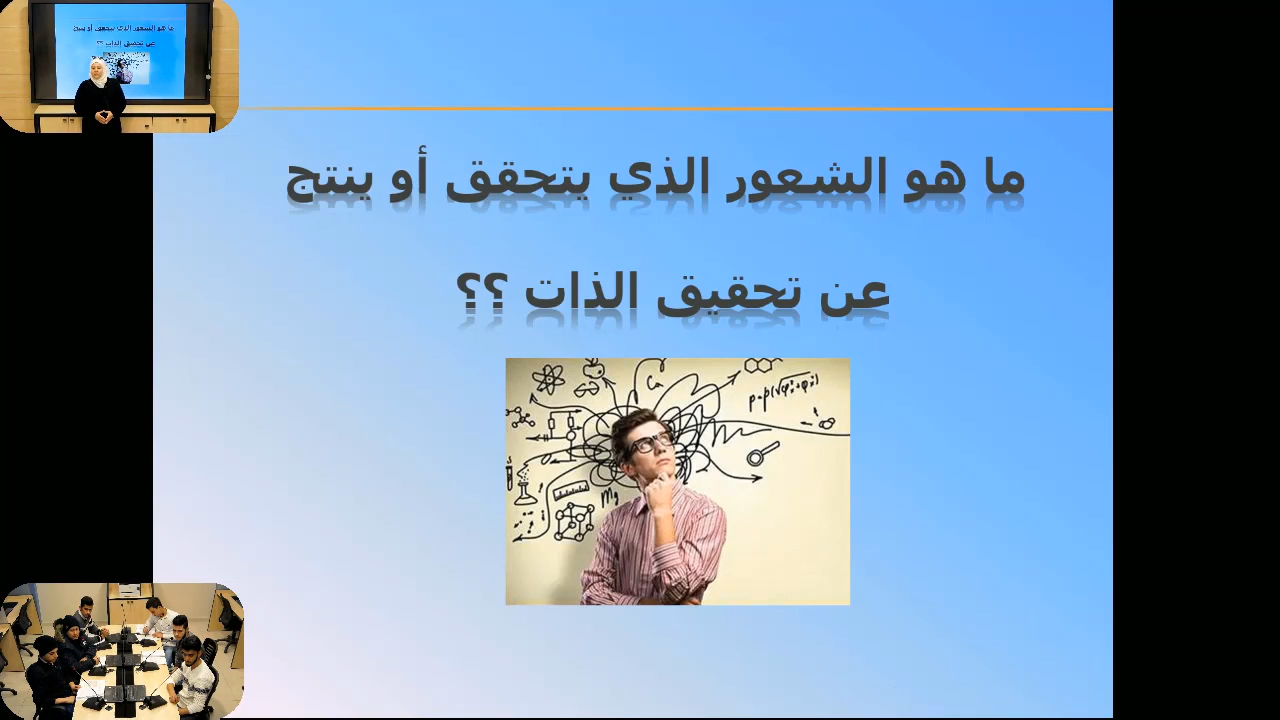 ما هو الشعور الذي يتحقق أو ينتج
عن تحقيق الذات ؟؟